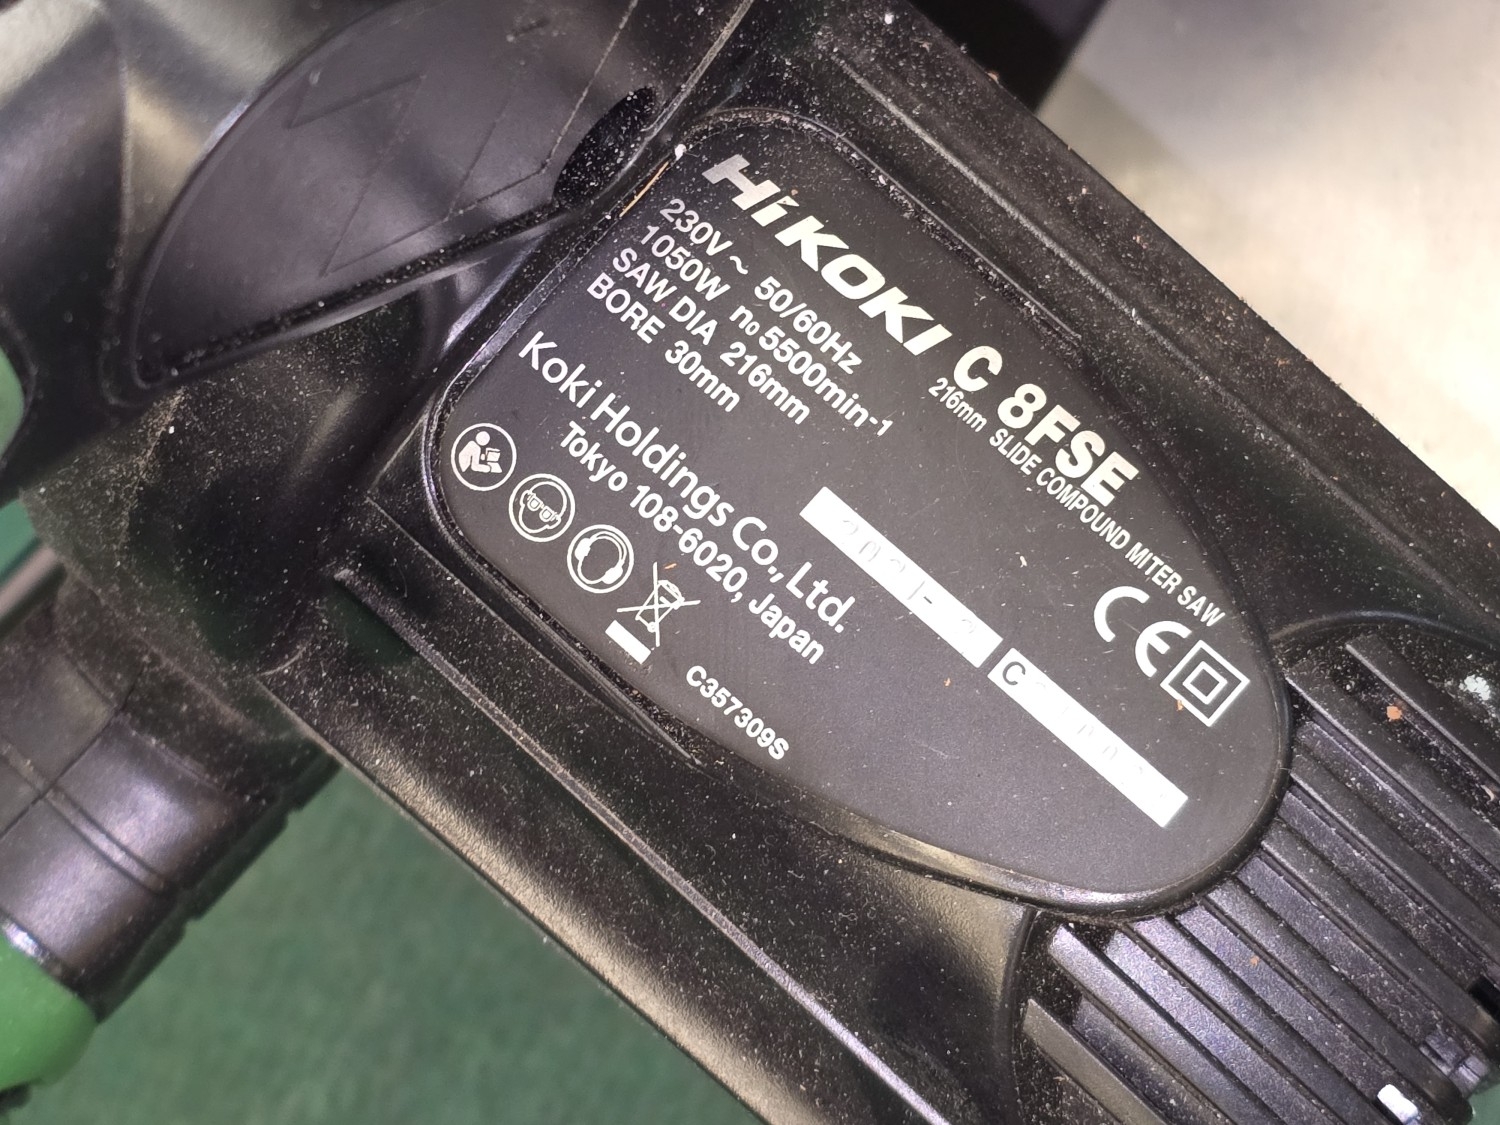 HiKOKI C 8FSE
216mm SLIDE COMPOUND MITER SAW
230V ~ 50/60Hz
1050W n₀ 5500min⁻¹
SAW DIA 216mm
BORE 30mm
Koki Holdings Co., Ltd.
Tokyo 108-6020, Japan
CE
C
C357309S